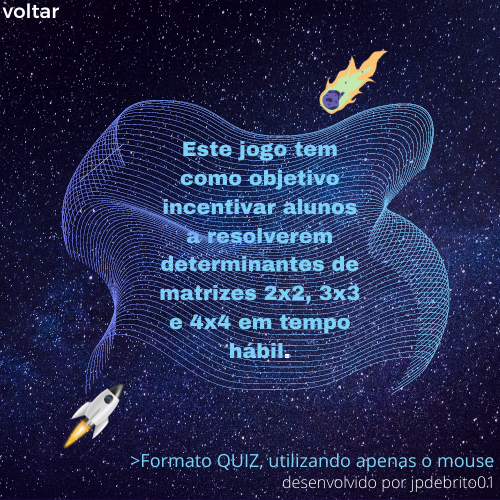 voltar
Este jogo tem
como objetivo
incentivar alunos
a resolverem
determinantes de
matrizes 2x2, 3x3
e 4x4 em tempo
hábil.
>Formato QUIZ, utilizando apenas o mouse
desenvolvido por jpdebrito01